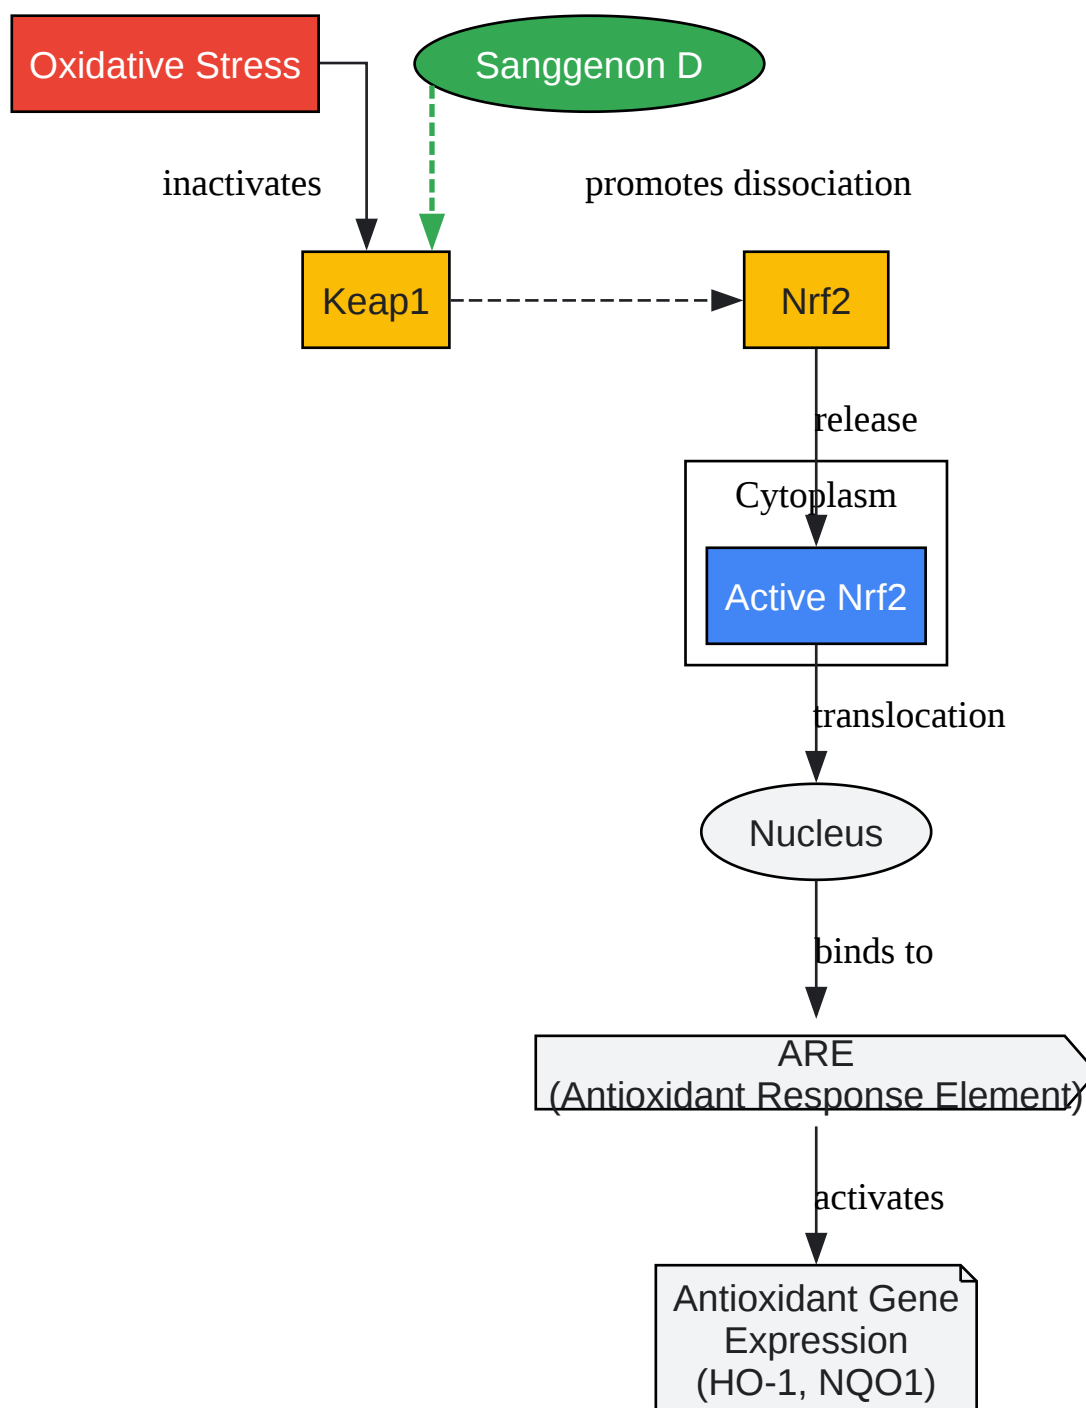 Oxidative Stress
Sanggenon D
inactivates
promotes dissociation
Keap1
Nrf2
release
Cytoplasm
Active Nrf2
translocation
Nucleus
binds to
ARE
(Antioxidant Response Element)
activates
Antioxidant Gene
Expression
(HO-1, NQO1)